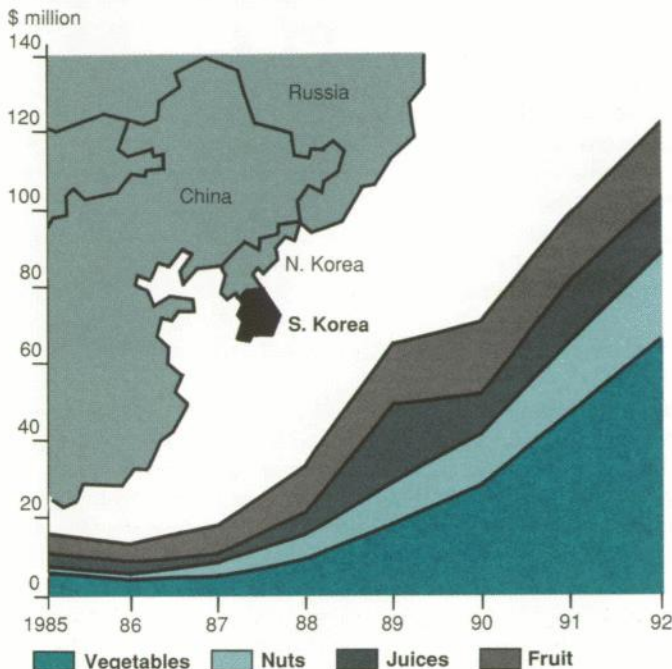 $ million
140
120
100
80
60
40
20
0
Russia
China
N. Korea
S. Korea
1985 86 87 88 89 90 91 92
Vegetables Nuts Juices Fruit